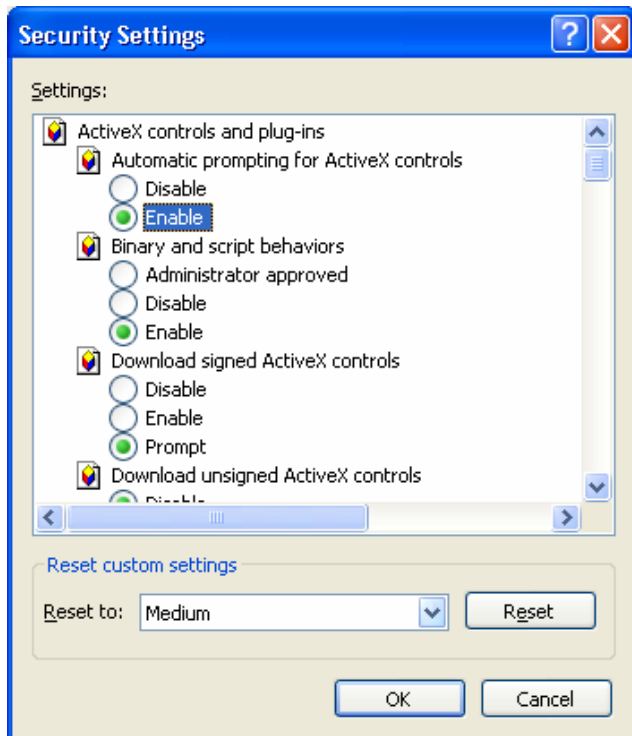 Security Settings
Settings:
ActiveX controls and plug-ins
Automatic prompting for ActiveX controls
Disable
Enable
Binary and script behaviors
Administrator approved
Disable
Enable
Download signed ActiveX controls
Disable
Enable
Prompt
Download unsigned ActiveX controls
Disable
Reset custom settings
Reset to: Medium Reset
OK Cancel